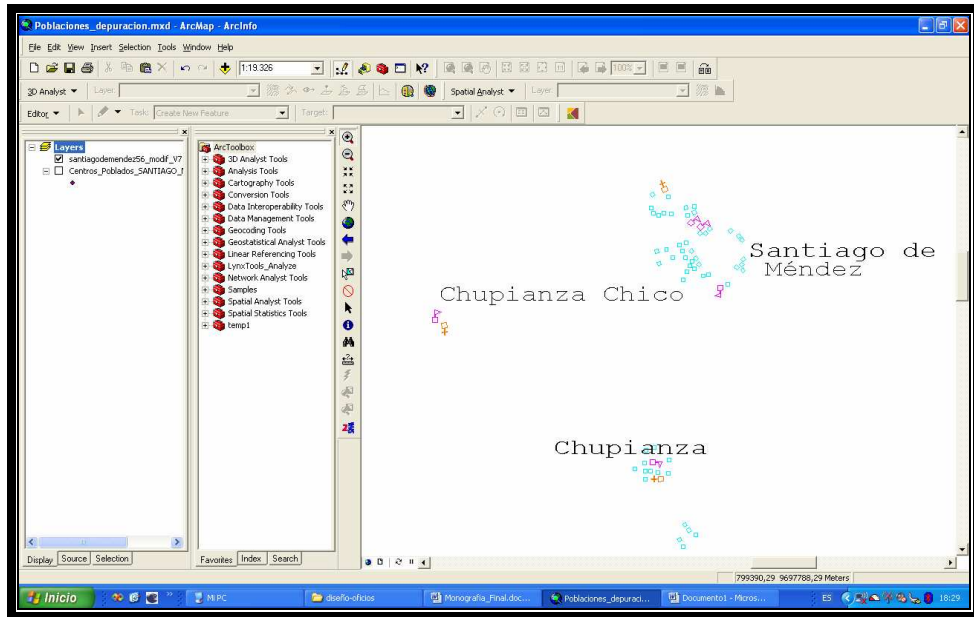 Poblaciones_depuracion.mxd - ArcMap - ArcInfo
File Edit View Insert Selection Tools Window Help
1:19.326
100%
3D Analyst
Layer:
Spatial Analyst
Layer:
Editor
Task: Create New Feature
Target:
Layers
santiagodemendez56_modif_V7
Centros_Poblados_SANTIAGO_
ArcToolbox
3D Analyst Tools
Analysis Tools
Cartography Tools
Conversion Tools
Data Interoperability Tools
Data Management Tools
Geocoding Tools
Geostatistical Analyst Tools
Linear Referencing Tools
LynxTools_Analyze
Network Analyst Tools
Samples
Spatial Analyst Tools
Spatial Statistics Tools
temp1
Santiago de
Méndez
Chupianza Chico
Chupianza
Display Source Selection
Favorites Index Search
799390,29 9697788,29 Meters
Inicio
Mi PC
diseño-oficios
Monografia_Final.doc...
Poblaciones_depuraci...
Documento1 - Micros...
ES
18:29